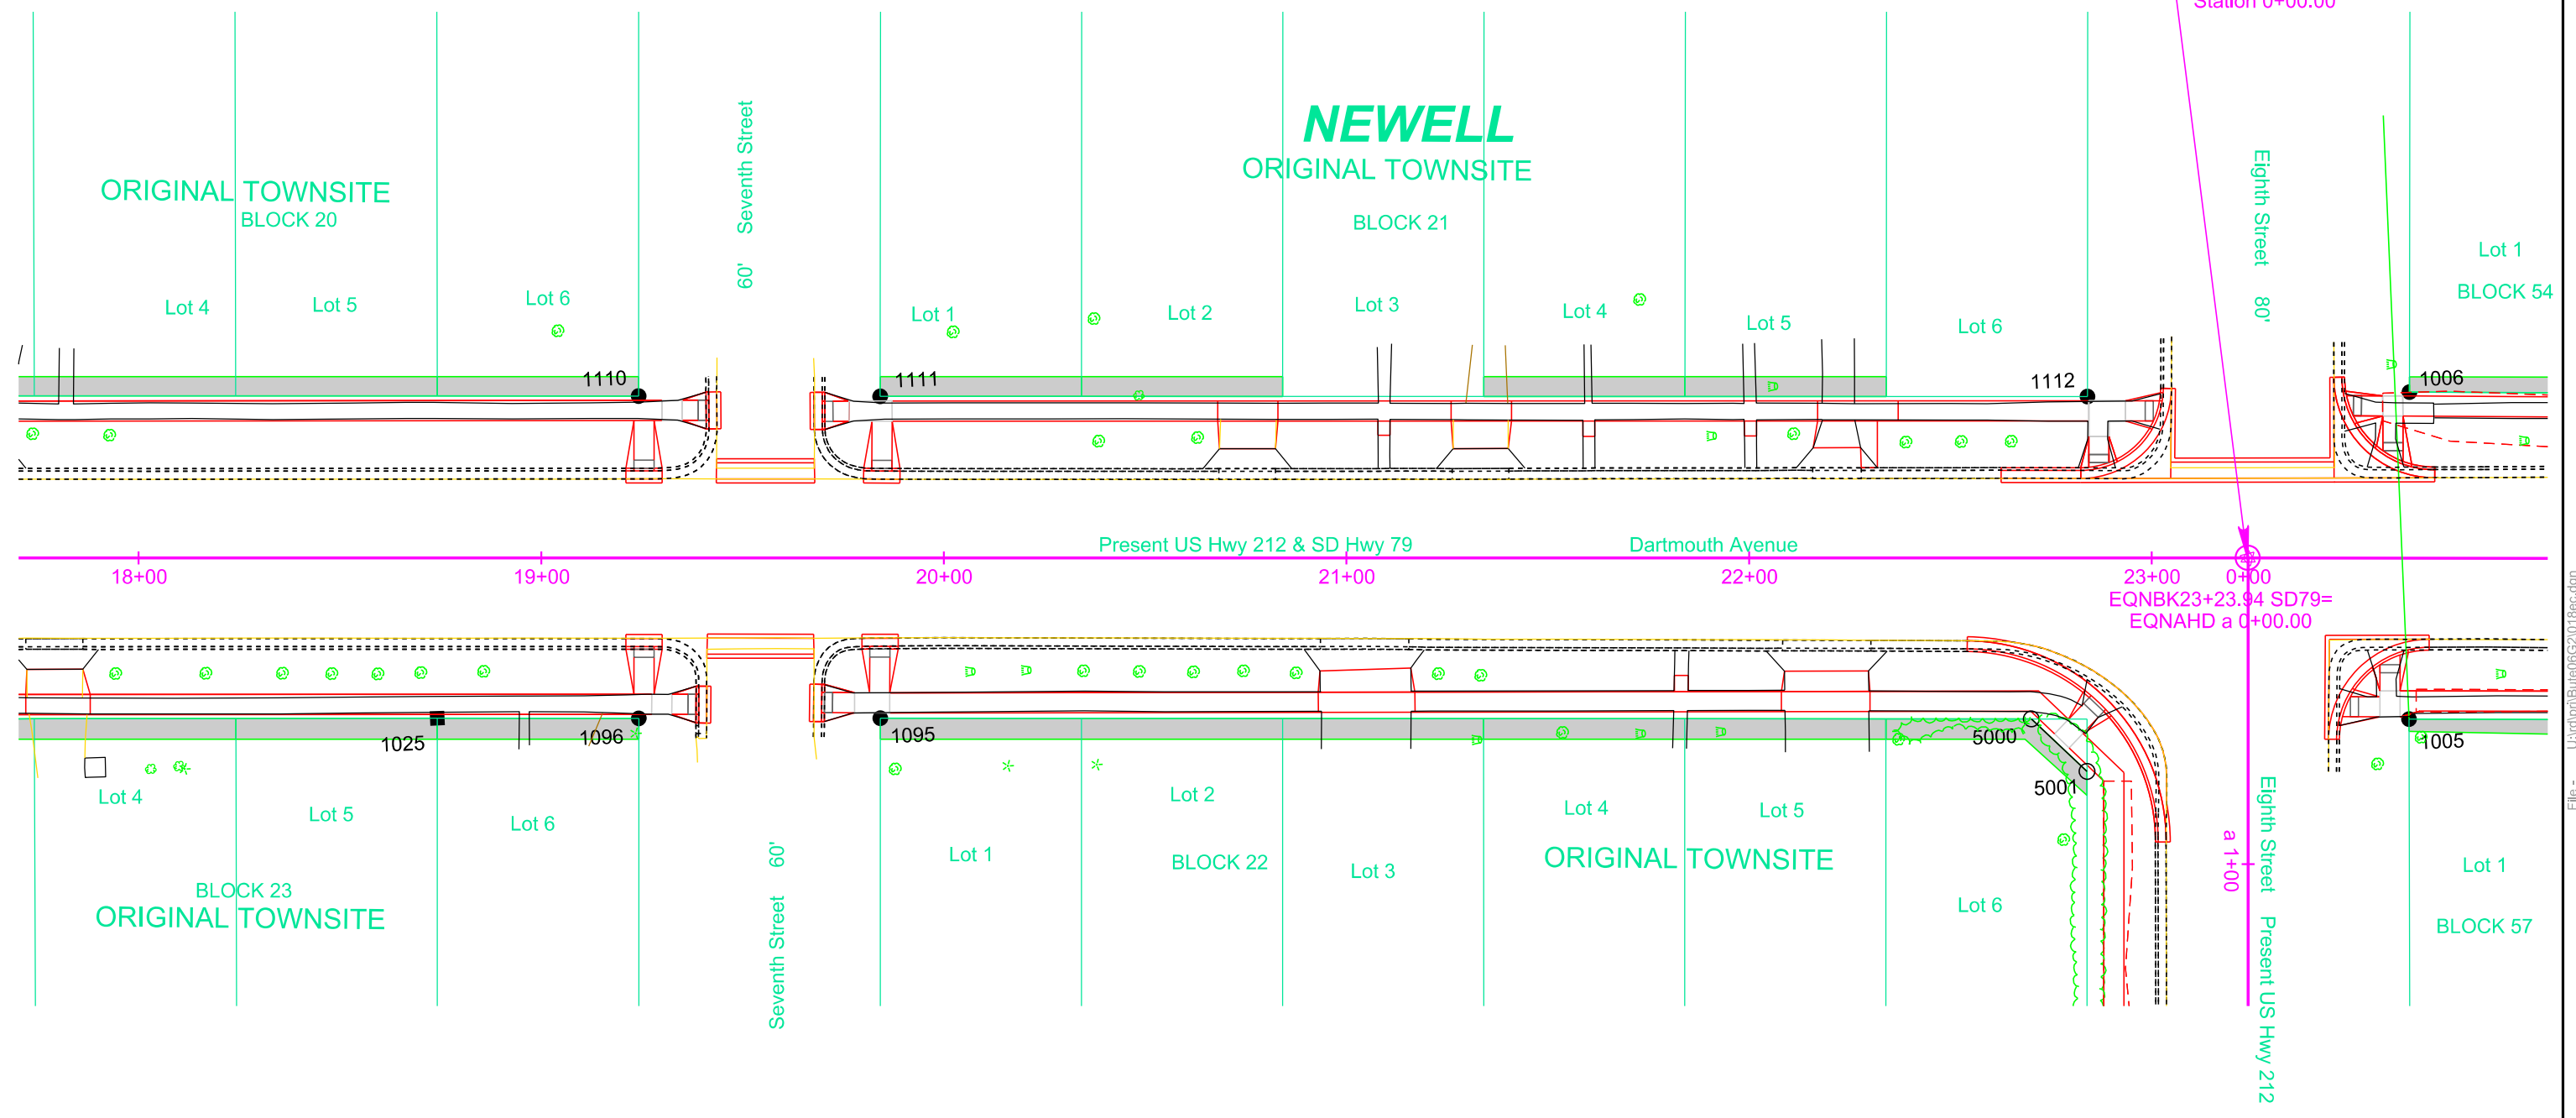 Station 0+00.00
NEWELL
ORIGINAL TOWNSITE
BLOCK 21
ORIGINAL TOWNSITE
BLOCK 20
Seventh Street 60'
Eighth Street 80'
Lot 1
BLOCK 54
Lot 4
Lot 5
Lot 6
Lot 1
Lot 2
Lot 3
Lot 4
Lot 5
Lot 6
1110
1111
1112
1006
Present US Hwy 212 & SD Hwy 79
Dartmouth Avenue
18+00
19+00
20+00
21+00
22+00
23+00
0+00
EQNBK23+23.94 SD79=
EQNAHD a 0+00.00
1025
1096
1095
5000
5001
1005
Lot 4
Lot 5
Lot 6
BLOCK 23
ORIGINAL TOWNSITE
Seventh Street 60'
Lot 1
Lot 2
BLOCK 22
Lot 3
Lot 4
Lot 5
ORIGINAL TOWNSITE
Lot 6
a 1+00
Eighth Street Present US Hwy 212
Lot 1
BLOCK 57
File -